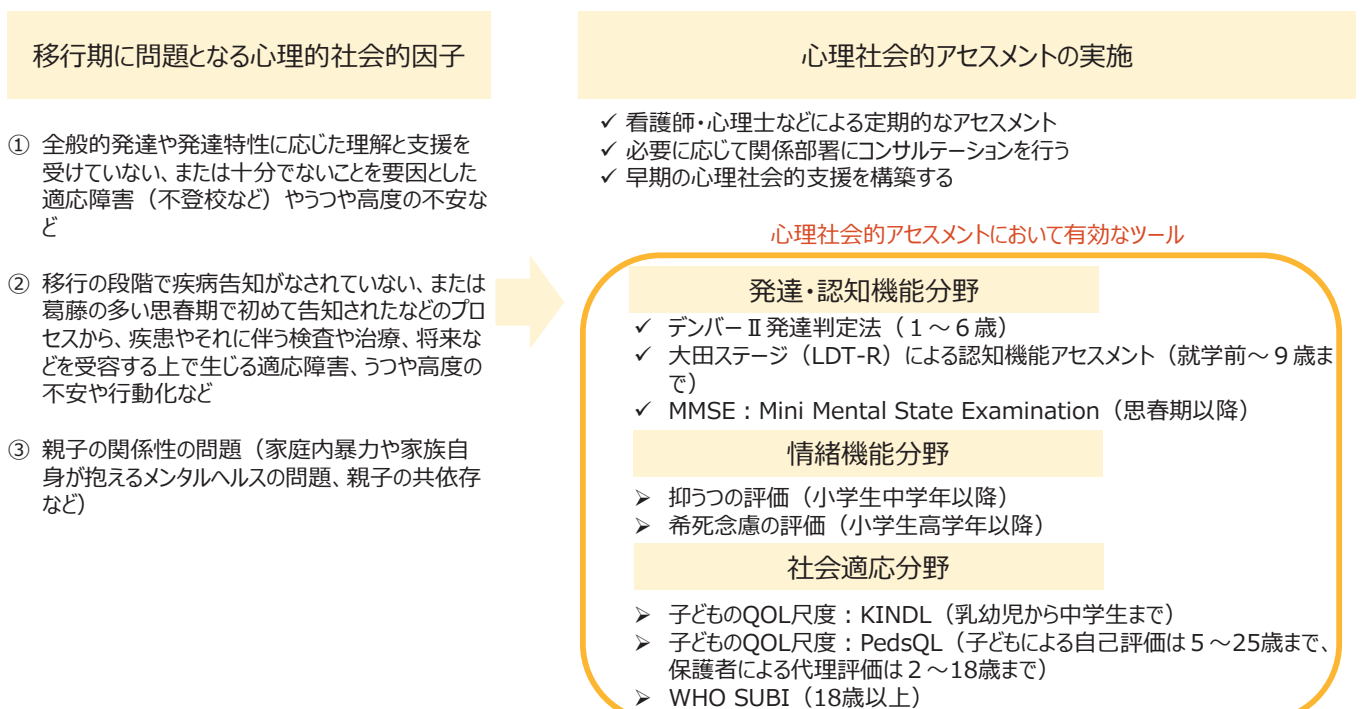 移行期に問題となる心理的社会的因子
① 全般的発達や発達特性に応じた理解と支援を
受けていない、または十分でないことを要因とした
適応障害（不登校など）やうつや高度の不安な
ど
② 移行の段階で疾病告知がなされていない、または
葛藤の多い思春期で初めて告知されたなどのプロ
セスから、疾患やそれに伴う検査や治療、将来な
どを受容する上で生じる適応障害、うつや高度の
不安や行動化など
③ 親子の関係性の問題（家庭内暴力や家族自
身が抱えるメンタルヘルスの問題、親子の共依存
など）
心理社会的アセスメントの実施
✓ 看護師・心理士などによる定期的なアセスメント
✓ 必要に応じて関係部署にコンサルテーションを行う
✓ 早期の心理社会的支援を構築する
心理社会的アセスメントにおいて有効なツール
発達・認知機能分野
✓ デンバーⅡ発達判定法（１～６歳）
✓ 大田ステージ（LDT-R）による認知機能アセスメント（就学前～９歳ま
で）
✓ MMSE：Mini Mental State Examination（思春期以降）
情緒機能分野
➢ 抑うつの評価（小学生中学年以降）
➢ 希死念慮の評価（小学生高学年以降）
社会適応分野
➢ 子どものQOL尺度：KINDL（乳幼児から中学生まで）
➢ 子どものQOL尺度：PedsQL（子どもによる自己評価は５～25歳まで、
保護者による代理評価は２～18歳まで）
➢ WHO SUBI（18歳以上）